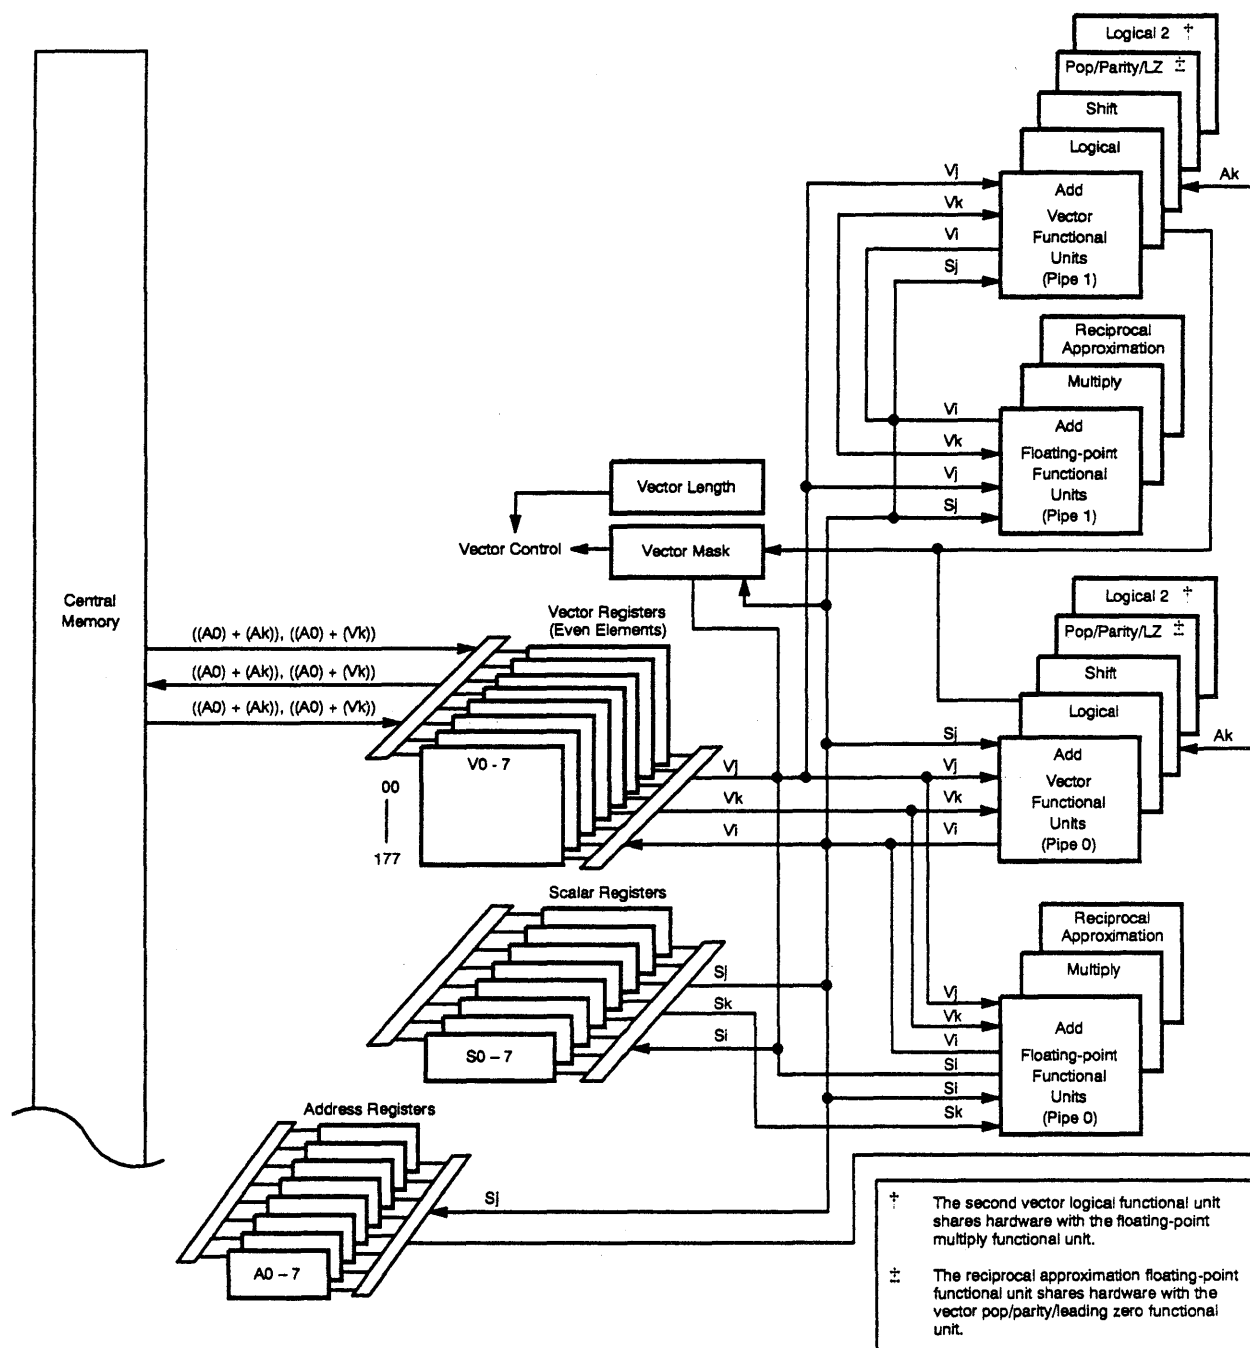 Logical 2 †
Pop/Parity/LZ ‡
Shift
Logical
Add
Vector
Functional
Units
(Pipe 1)
Vj
Vk
Vi
Sj
Ak
Reciprocal
Approximation
Multiply
Add
Floating-point
Functional
Units
(Pipe 1)
Vi
Vk
Vj
Sj
Vector Length
Vector Control
Vector Mask
Central
Memory
((A0) + (Ak)), ((A0) + (Vk))
((A0) + (Ak)), ((A0) + (Vk))
((A0) + (Ak)), ((A0) + (Vk))
Vector Registers
(Even Elements)
V0 - 7
00
177
Vj
Vk
Vi
Logical 2 †
Pop/Parity/LZ ‡
Shift
Logical
Add
Vector
Functional
Units
(Pipe 0)
Sj
Vj
Vk
Vi
Ak
Scalar Registers
S0 – 7
Sj
Sk
Si
Reciprocal
Approximation
Multiply
Add
Floating-point
Functional
Units
(Pipe 0)
Vj
Vk
Vi
Si
Si
Sk
Address Registers
A0 – 7
Sj
† The second vector logical functional unit
shares hardware with the floating-point
multiply functional unit.
‡ The reciprocal approximation floating-point
functional unit shares hardware with the
vector pop/parity/leading zero functional
unit.